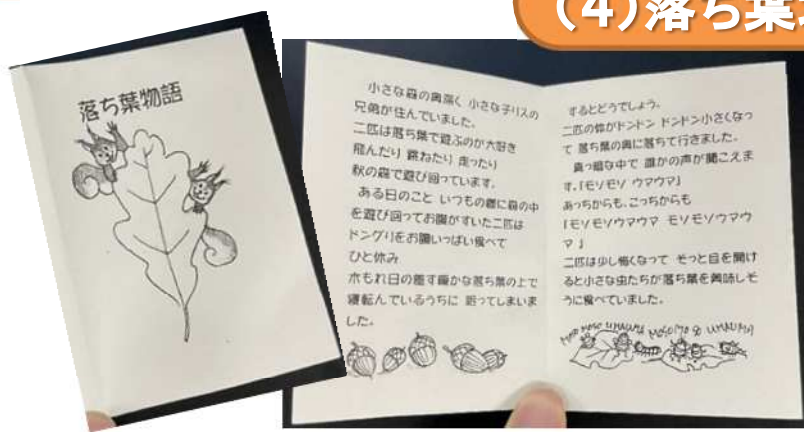 (4)落ち葉
落ち葉物語
小さな森の奥深く 小さな子リスの
兄弟が住んでいました。
二匹は落ち葉で遊ぶのが大好き
飛んだり 跳ねたり 走ったり
秋の森で遊び回っています。
ある日のこと いつもの様に森の中
を遊び回ってお腹がすいた二匹は
ドングリをお腹いっぱい食べて
ひと休み
木もれ日の差す暖かな落ち葉の上で
寝転んでいるうちに 眠ってしまいま
した。
するとどうでしょう。
二匹の体がドンドン ドンドン小さくなっ
て 落ち葉の奥に落ちて行きました。
真っ暗な中で 誰かの声が聞こえま
す。「モソモソ ウマウマ」
あっちからも、こっちからも
「モソモソウマウマ モソモソウマウ
マ」
二匹は少し怖くなって そっと目を開け
ると小さな虫たちが落ち葉を美味しそ
うに食べていました。
MOSO MOSO UMAUMA MOSOMOSO UMAUMA